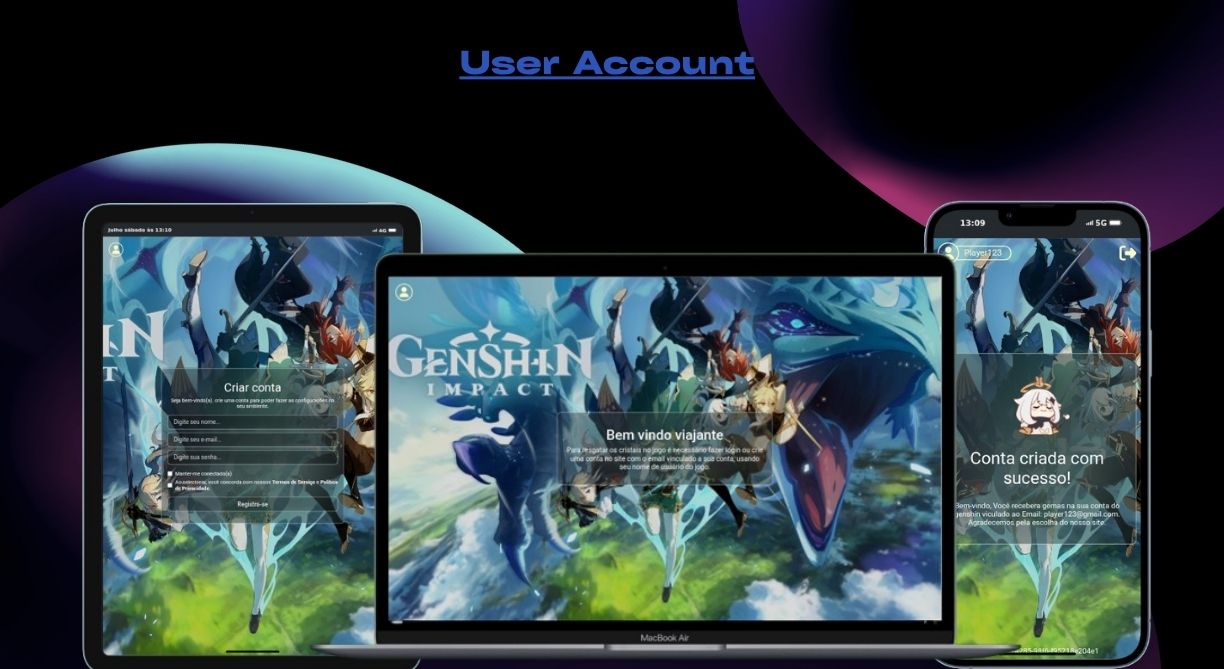 User Account
Julho sábado às 13:10
4G
IN
T
Criar conta
Seja bem-vindo(a), crie uma conta para poder fazer as configurações no
seu ambiente.
Digite seu nome...
Digite seu e-mail...
Digite sua senha...
Manter-me conectado(a)
Ao selecionar, você concorda com nossos Termos de Serviço e Política
de Privacidade.
Registra-se
GENSHIN
IMPACT
Bem vindo viajante
Para resgatar os cristais no jogo é necessário fazer login ou crie
uma conta no site com o email vinculado a sua conta, usando
seu nome de usuário do jogo.
MacBook Air
13:09
5G
Player123
Conta criada com
sucesso!
Bem-vindo, Você recebera gemas na sua conta do
genshin viculado ao Email: player123@gmail.com.
Agradecemos pela escolha do nosso site.